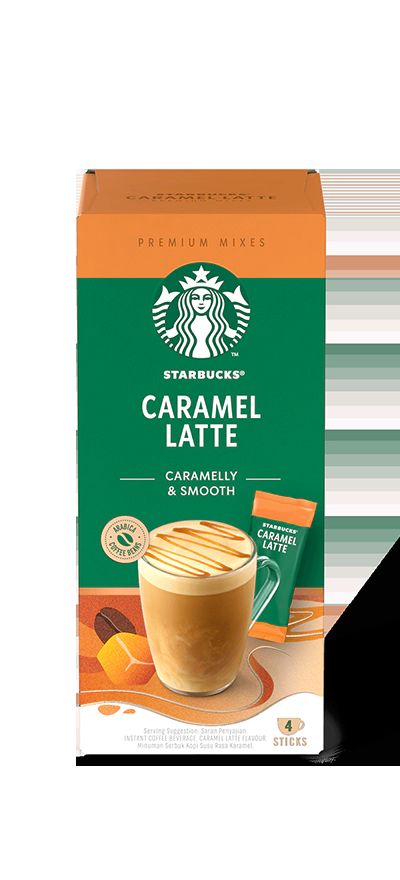 STARBUCKS®
CARAMEL LATTE
PREMIUM MIXES
TM
STARBUCKS®
CARAMEL
LATTE
CARAMELLY
& SMOOTH
ARABICA
COFFEE BEANS
STARBUCKS®
CARAMEL
LATTE
Serving Suggestion. Saran Penyajian.
INSTANT COFFEE BEVERAGE, CARAMEL LATTE FLAVOUR
Minuman Serbuk Kopi Susu Rasa Karamel.
4
STICKS